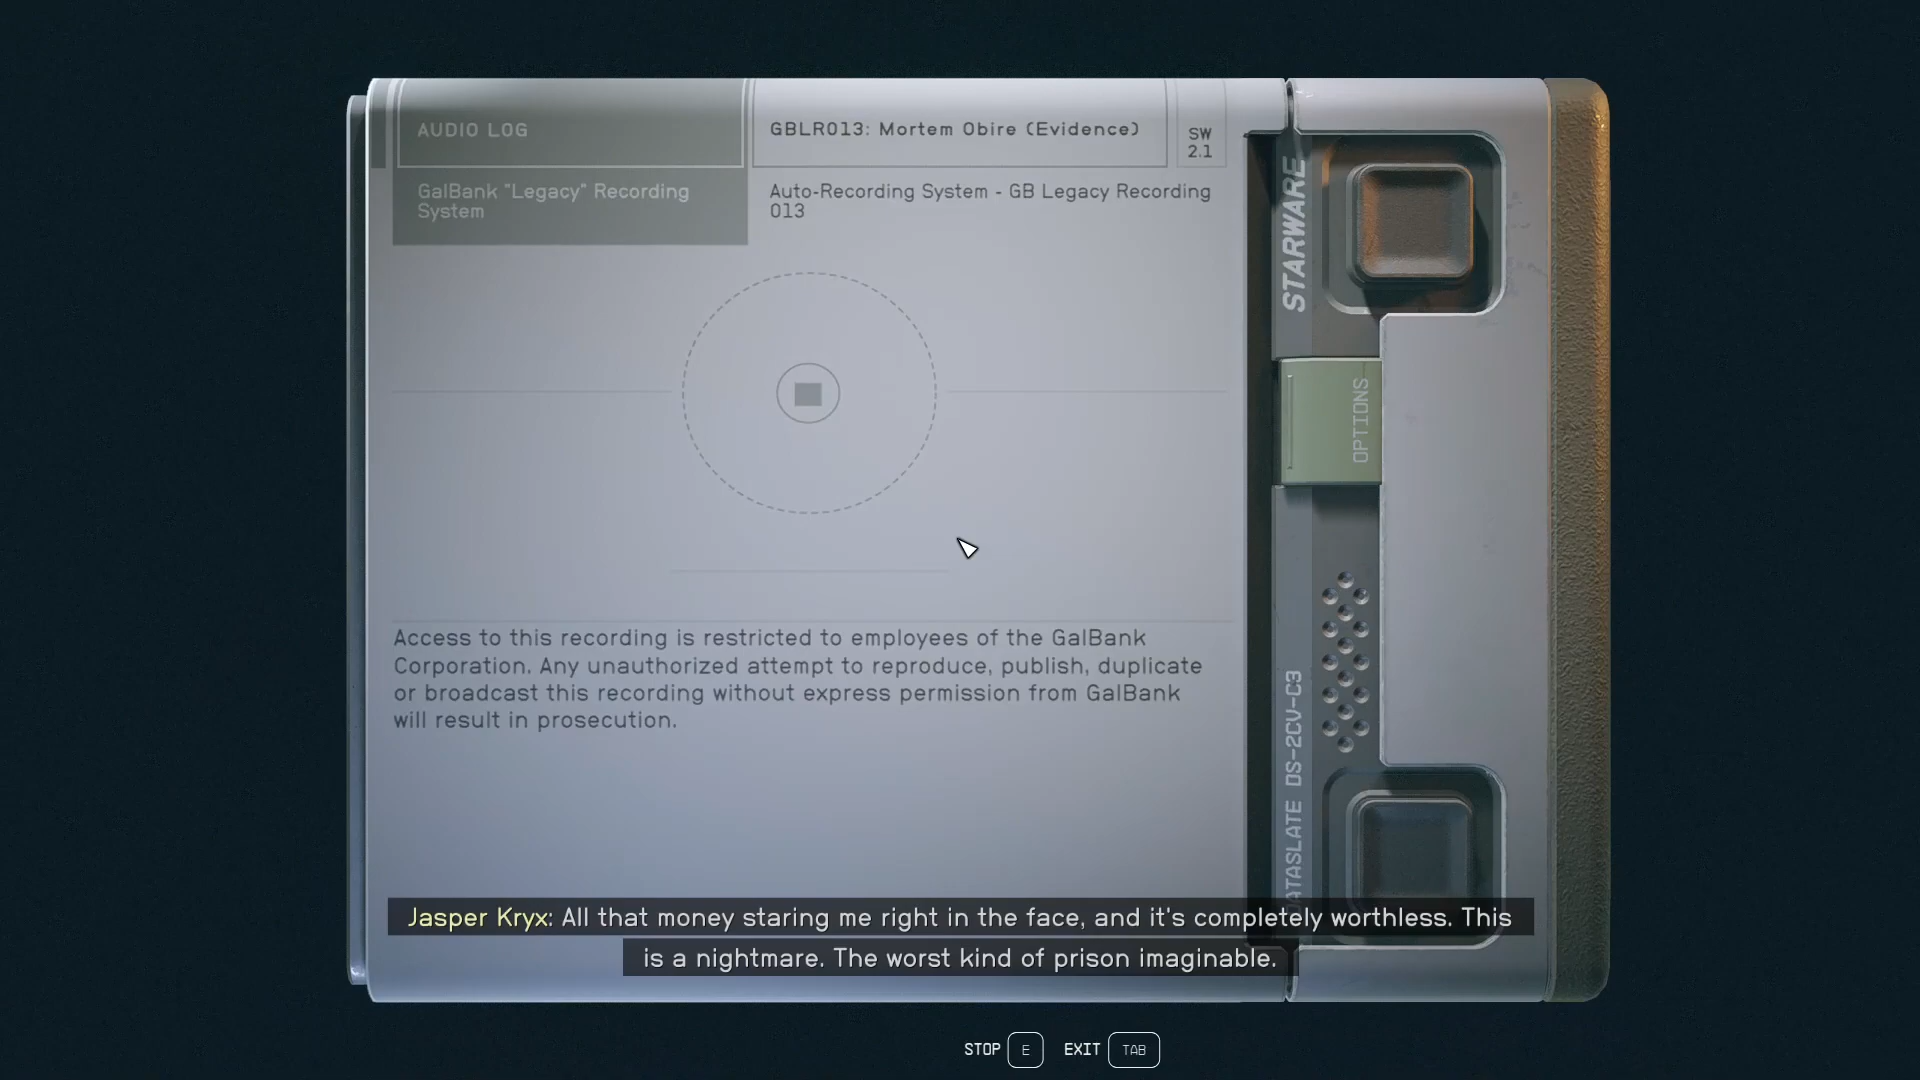 AUDIO LOG
GBLR013: Mortem Obire (Evidence)
SW
2.1
GalBank "Legacy" Recording
System
Auto-Recording System - GB Legacy Recording
013
STARWARE
OPTIONS
Access to this recording is restricted to employees of the GalBank
Corporation. Any unauthorized attempt to reproduce, publish, duplicate
or broadcast this recording without express permission from GalBank
will result in prosecution.
DATASLATE DS-2CV-C3
Jasper Kryx: All that money staring me right in the face, and it's completely worthless. This
is a nightmare. The worst kind of prison imaginable.
STOP E EXIT TAB